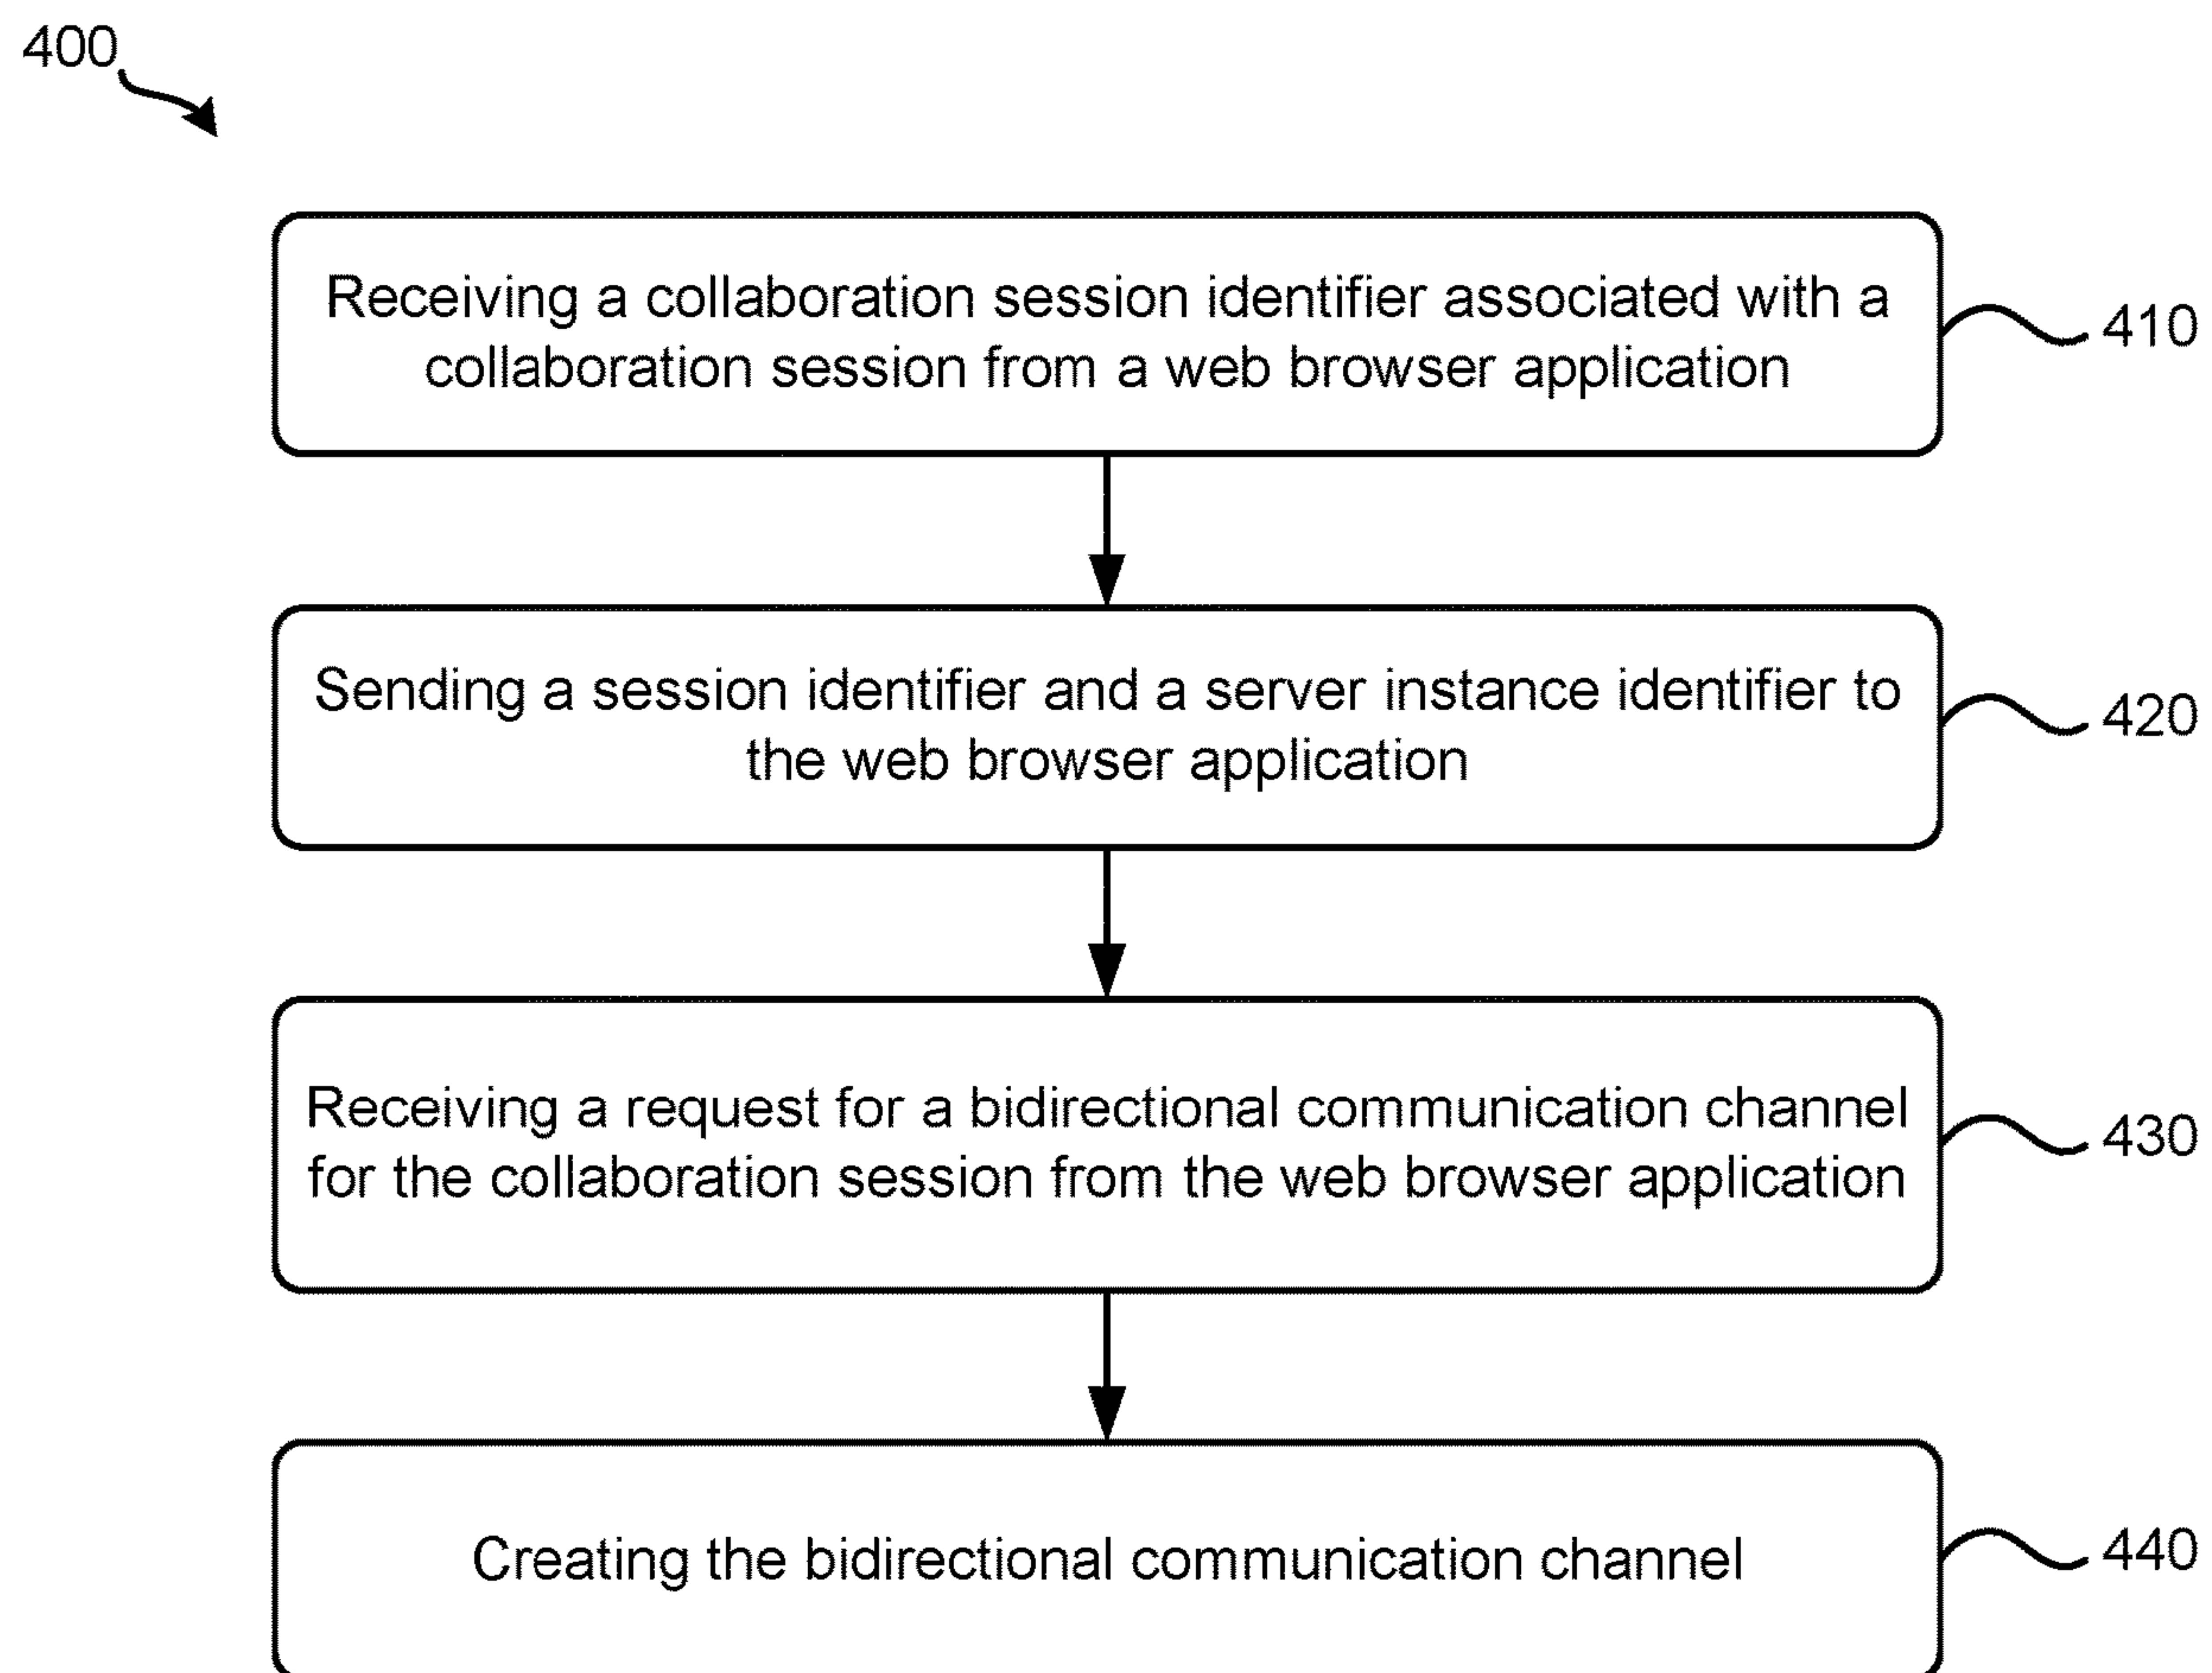 400
Receiving a collaboration session identifier associated with a
collaboration session from a web browser application
410
Sending a session identifier and a server instance identifier to
the web browser application
420
Receiving a request for a bidirectional communication channel
for the collaboration session from the web browser application
430
Creating the bidirectional communication channel
440